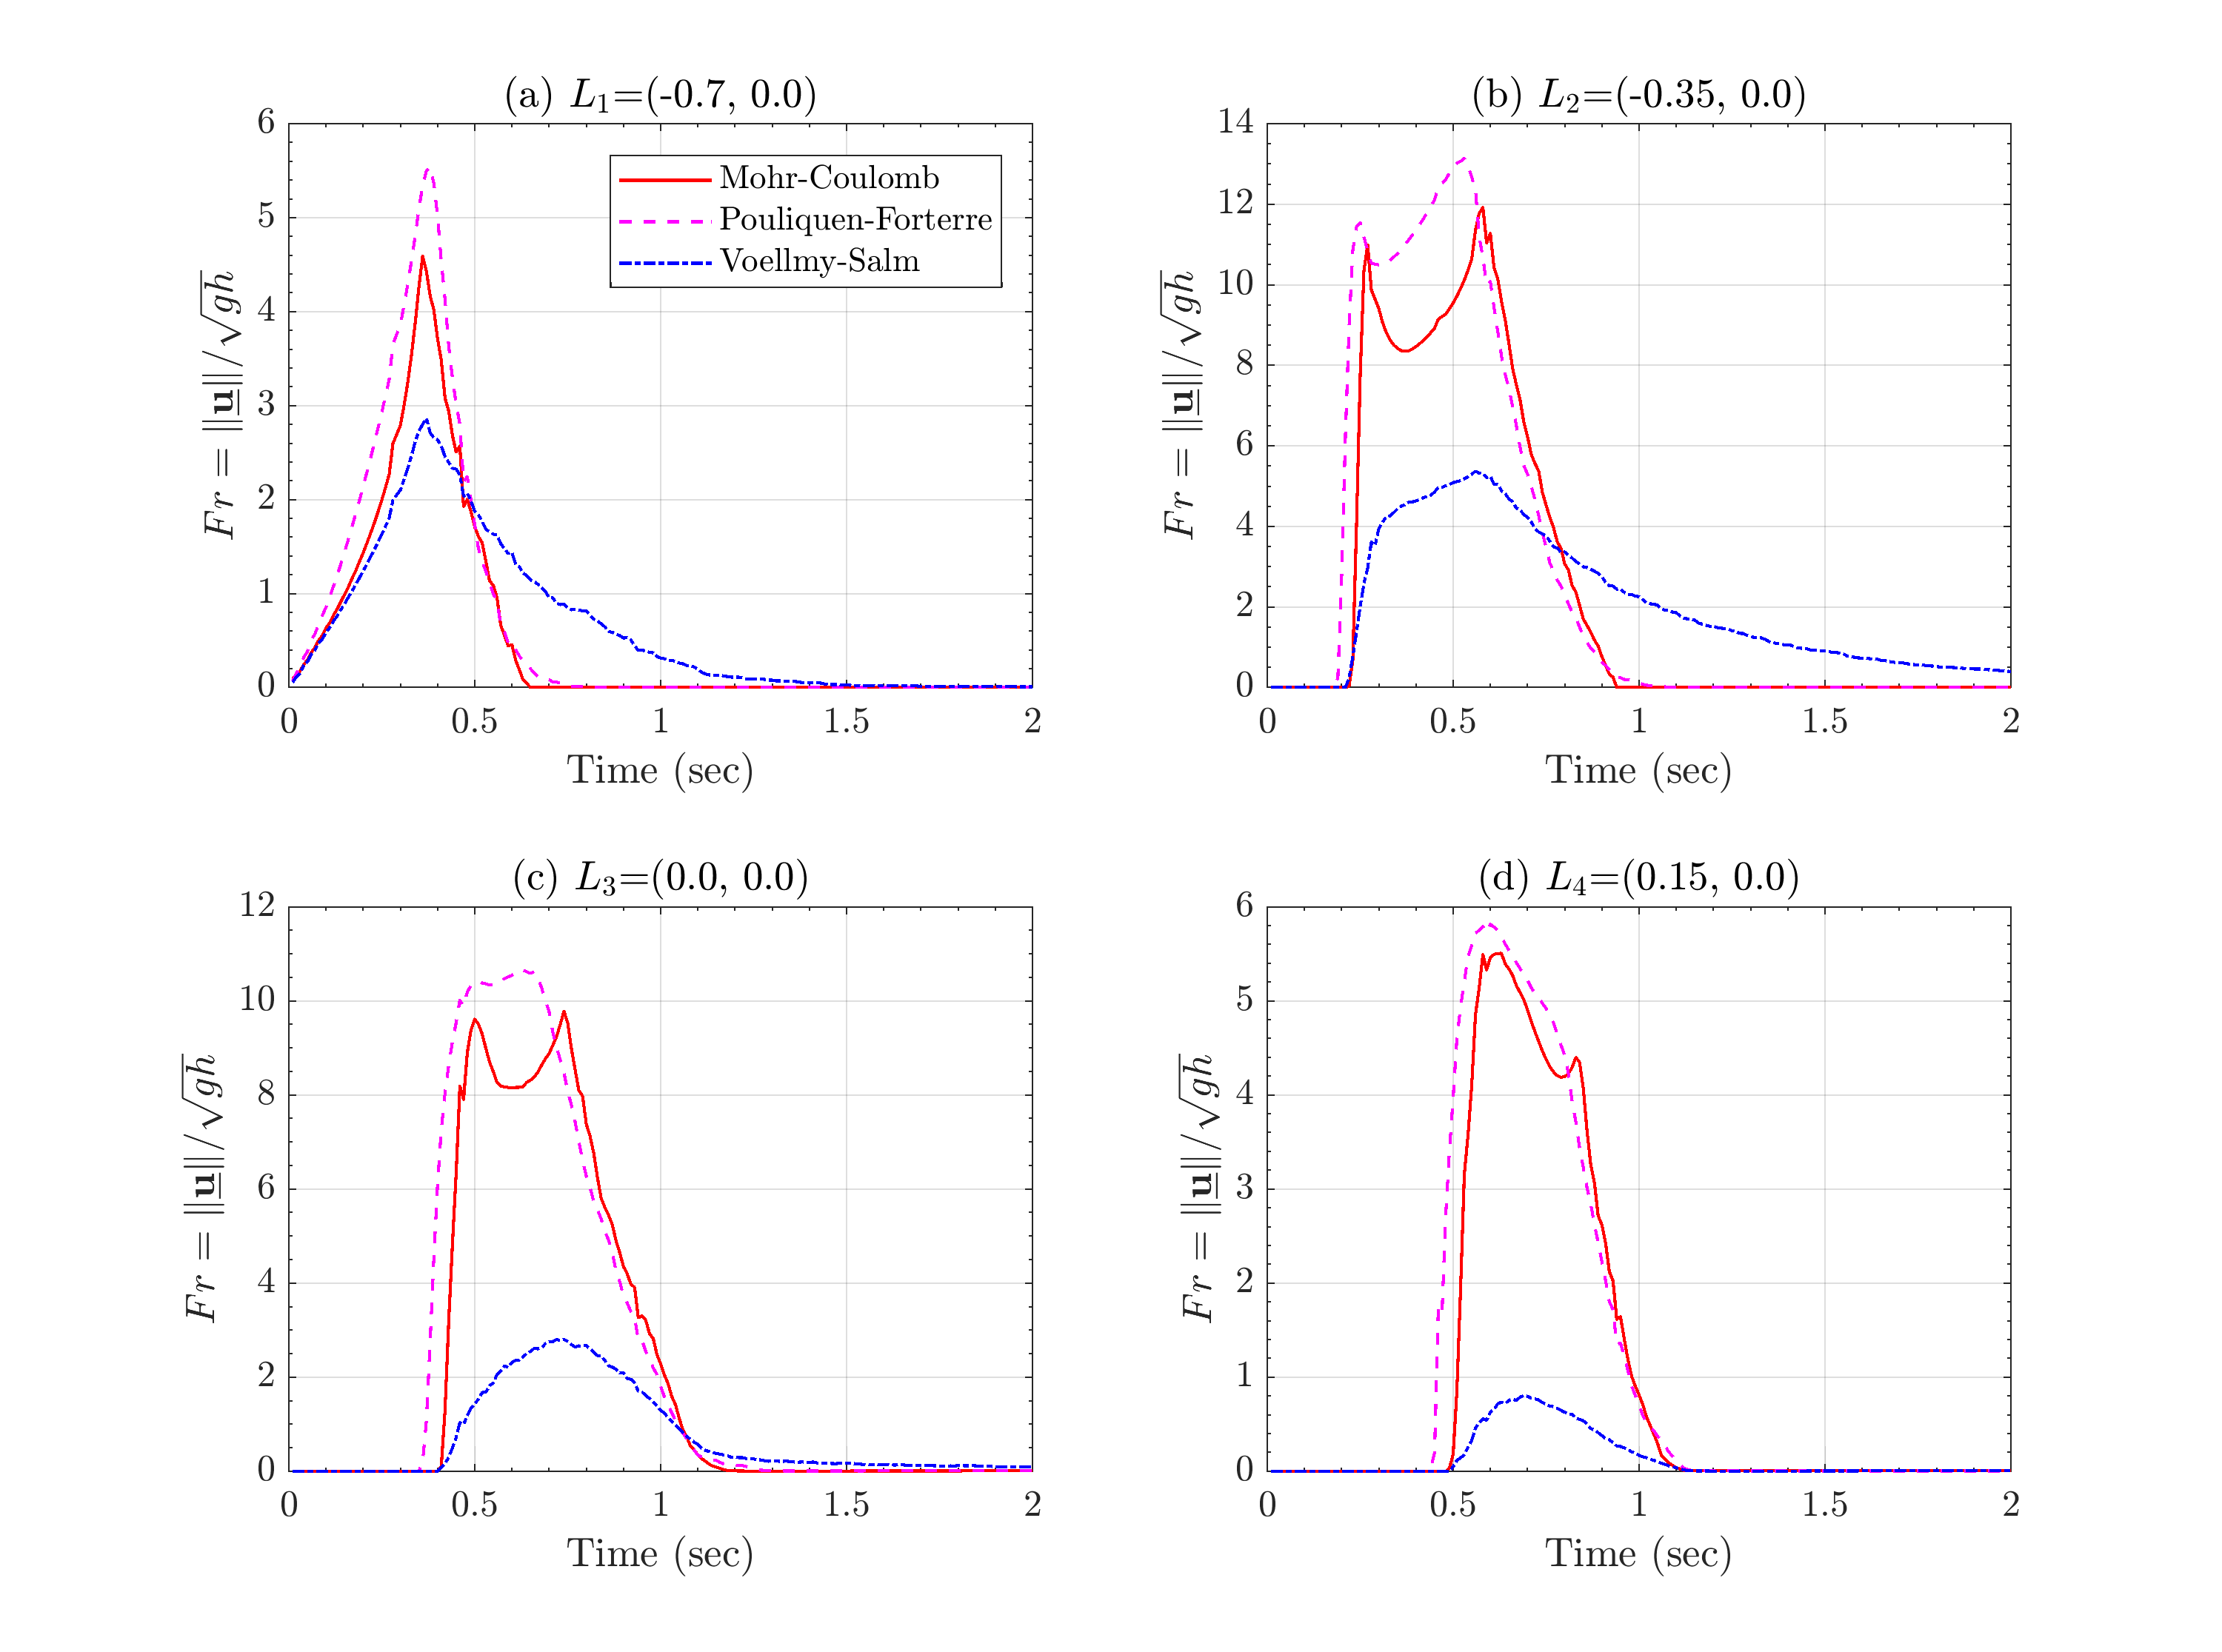 (a) L₁=(-0.7, 0.0)
6
5
4
3
2
1
0
Fr = ||u||/√gh
Mohr-Coulomb
Pouliquen-Forterre
Voellmy-Salm
0 0.5 1 1.5 2
Time (sec)
(b) L₂=(-0.35, 0.0)
14
12
10
8
6
4
2
0
Fr = ||u||/√gh
0 0.5 1 1.5 2
Time (sec)
(c) L₃=(0.0, 0.0)
12
10
8
6
4
2
0
Fr = ||u||/√gh
0 0.5 1 1.5 2
Time (sec)
(d) L₄=(0.15, 0.0)
6
5
4
3
2
1
0
Fr = ||u||/√gh
0 0.5 1 1.5 2
Time (sec)